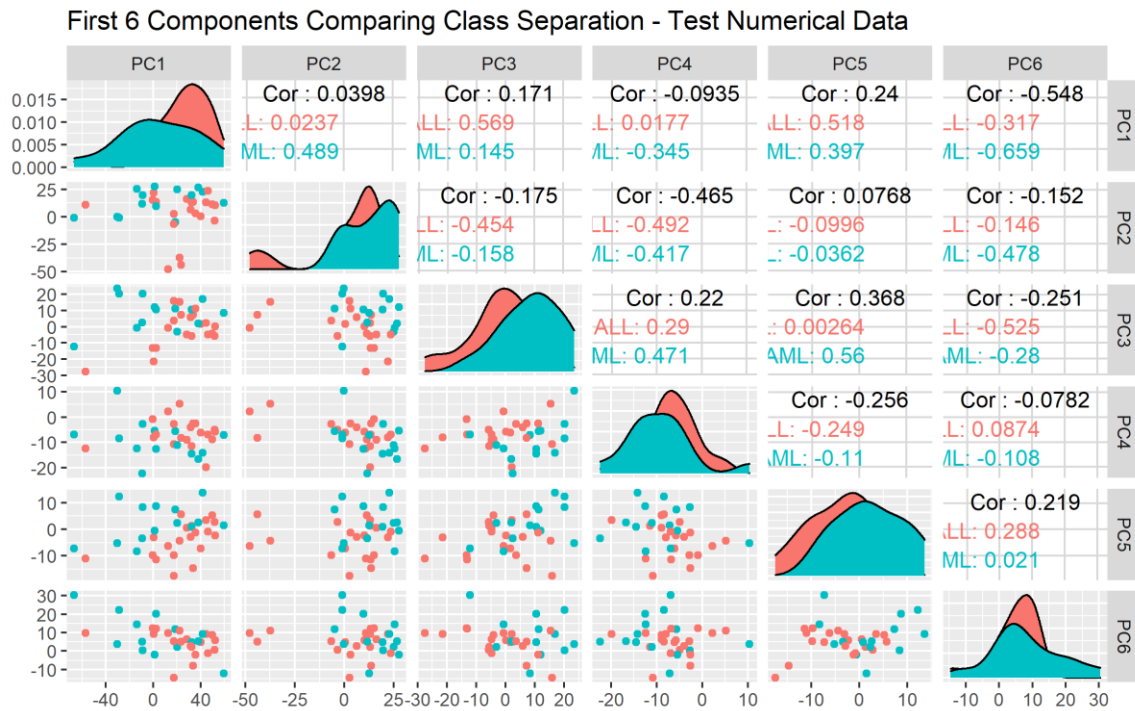 First 6 Components Comparing Class Separation - Test Numerical Data
PC1 PC2 PC3 PC4 PC5 PC6
0.015
0.010
0.005
0.000
Cor : 0.0398 Cor : 0.171 Cor : -0.0935 Cor : 0.24 Cor : -0.548
LL: 0.0237 ALL: 0.569 LL: 0.0177 ALL: 0.518 LL: -0.317
ML: 0.489 AML: 0.145 ML: -0.345 AML: 0.397 ML: -0.659
PC1
25
0
-25
-50
Cor : -0.175 Cor : -0.465 Cor : 0.0768 Cor : -0.152
LL: -0.454 LL: -0.492 LL: -0.0996 LL: -0.146
ML: -0.158 ML: -0.417 ML: -0.0362 ML: -0.478
PC2
20
10
0
-10
-20
-30
Cor : 0.22 Cor : 0.368 Cor : -0.251
ALL: 0.29 : 0.00264 LL: -0.525
ML: 0.471 AML: 0.56 ML: -0.28
PC3
10
0
-10
-20
Cor : -0.256 Cor : -0.0782
LL: -0.249 LL: 0.0874
AML: -0.11 ML: -0.108
PC4
10
0
-10
Cor : 0.219
ALL: 0.288
ML: 0.021
PC5
30
20
10
0
-10
PC6
-40 0 40 -50 -25 0 25 -30 -20 -10 0 10 20 -20 -10 0 10 -10 0 10 -10 0 10 20 30